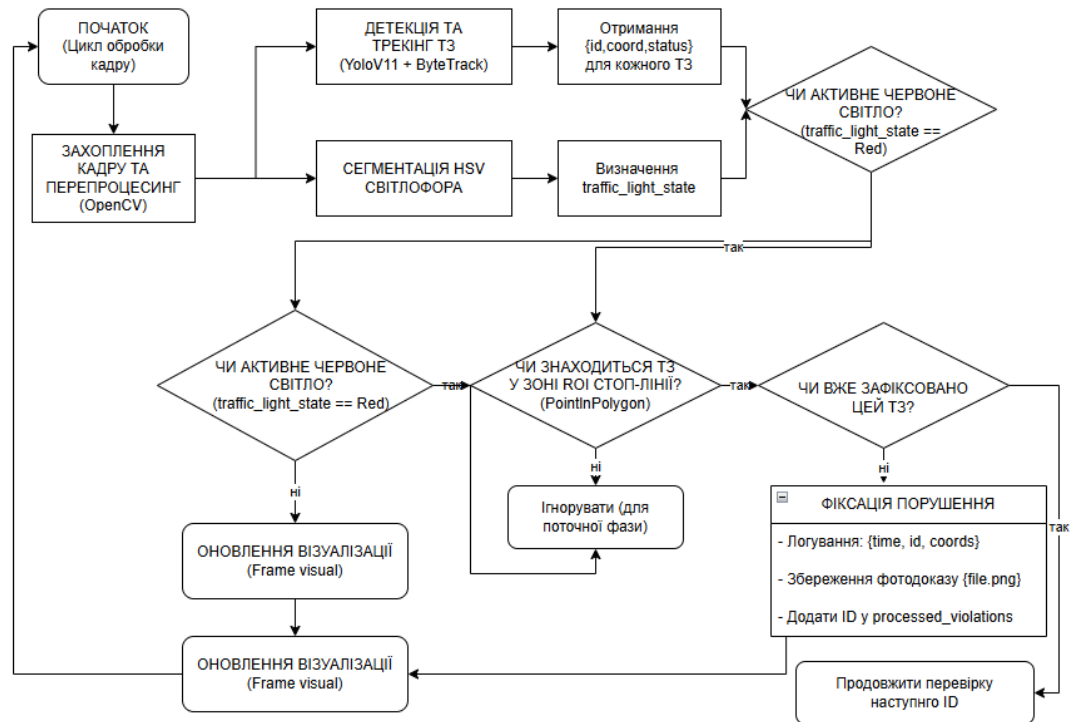 ПОЧАТОК
(Цикл обробки
кадру)
ДЕТЕКЦІЯ ТА
ТРЕКІНГ ТЗ
(YoloV11 + ByteTrack)
Отримання
{id,coord,status}
для кожного ТЗ
ЧИ АКТИВНЕ ЧЕРВОНЕ
СВІТЛО?
(traffic_light_state ==
Red)
ЗАХОПЛЕННЯ
КАДРУ ТА
ПЕРЕПРОЦЕСИНГ
(OpenCV)
СЕГМЕНТАЦІЯ HSV
СВІТЛОФОРА
Визначення
traffic_light_state
так
ЧИ АКТИВНЕ ЧЕРВОНЕ
СВІТЛО?
(traffic_light_state == Red)
так
ЧИ ЗНАХОДИТЬСЯ ТЗ
У ЗОНІ ROI СТОП-ЛІНІЇ?
(PointInPolygon)
так
ЧИ ВЖЕ ЗАФІКСОВАНО
ЦЕЙ ТЗ?
ні
ні
ні
так
Ігнорувати (для
поточної фази)
ФІКСАЦІЯ ПОРУШЕННЯ
- Логування: {time, id, coords}
- Збереження фотодоказу {file.png}
- Додати ID у processed_violations
ОНОВЛЕННЯ ВІЗУАЛІЗАЦІЇ
(Frame visual)
ОНОВЛЕННЯ ВІЗУАЛІЗАЦІЇ
(Frame visual)
Продовжити перевірку
наступнго ID